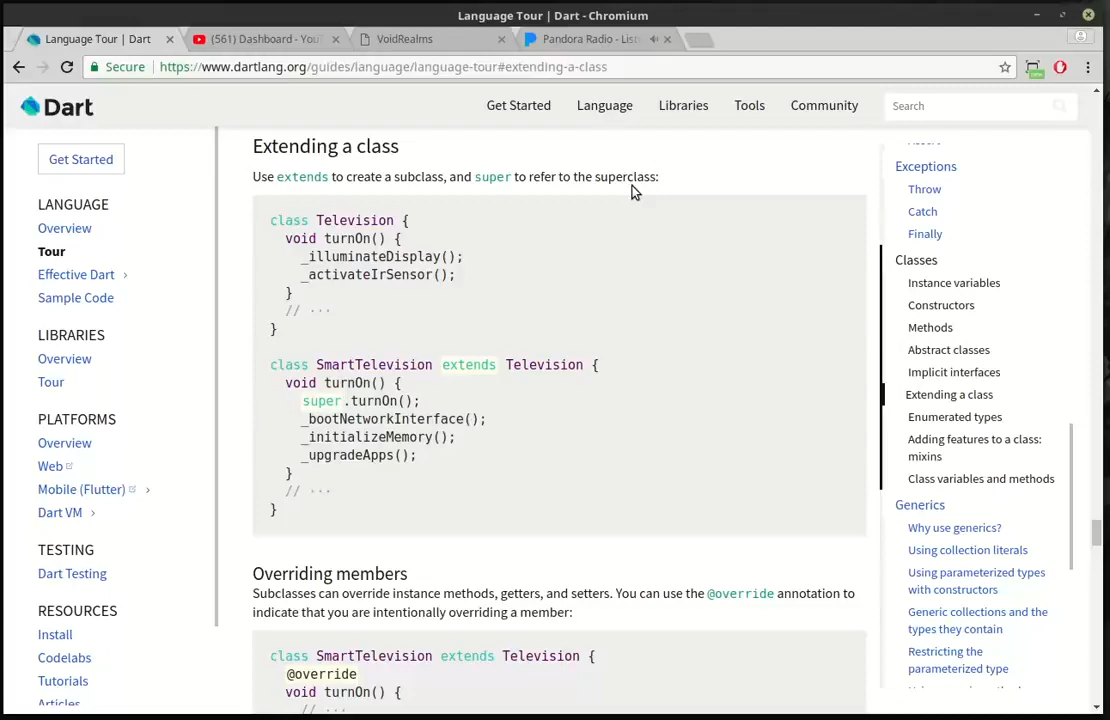 Language Tour | Dart - Chromium
Language Tour | Dart
(561) Dashboard - You
VoidRealms
Pandora Radio - List
Secure
https://www.dartlang.org/guides/language/language-tour#extending-a-class
Dart
Get Started
Language
Libraries
Tools
Community
Search
Get Started
LANGUAGE
Overview
Tour
Effective Dart
Sample Code
LIBRARIES
Overview
Tour
PLATFORMS
Overview
Web
Mobile (Flutter)
Dart VM
TESTING
Dart Testing
RESOURCES
Install
Codelabs
Tutorials
Articles
Extending a class
Use extends to create a subclass, and super to refer to the superclass:
class Television {
void turnOn() {
_illuminateDisplay();
_activateIrSensor();
}
// ···
}
class SmartTelevision extends Television {
void turnOn() {
super.turnOn();
_bootNetworkInterface();
_initializeMemory();
_upgradeApps();
}
// ···
}
Overriding members
Subclasses can override instance methods, getters, and setters. You can use the @override annotation to
indicate that you are intentionally overriding a member:
class SmartTelevision extends Television {
@override
void turnOn() {
// ···
Exceptions
Throw
Catch
Finally
Classes
Instance variables
Constructors
Methods
Abstract classes
Implicit interfaces
Extending a class
Enumerated types
Adding features to a class:
mixins
Class variables and methods
Generics
Why use generics?
Using collection literals
Using parameterized types
with constructors
Generic collections and the
types they contain
Restricting the
parameterized type